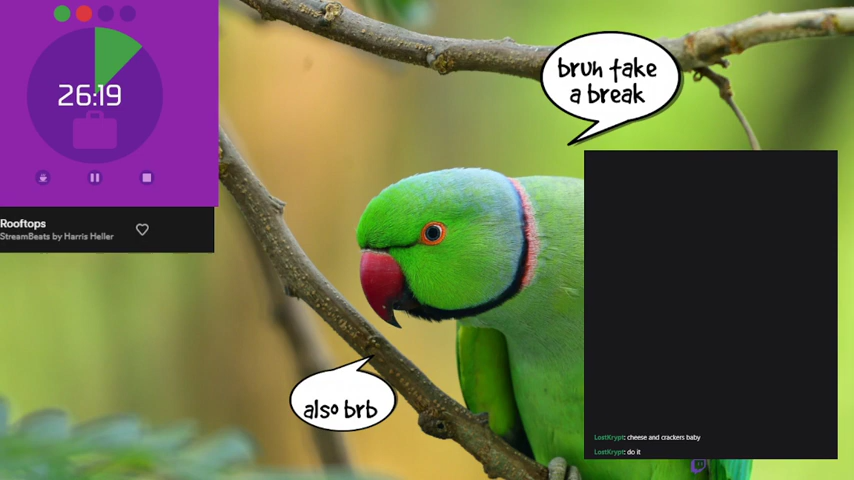 26:19
bruh take
a break
Rooftops
StreamBeats by Harris Heller
also brb
LostKrypt: cheese and crackers baby
LostKrypt: do it